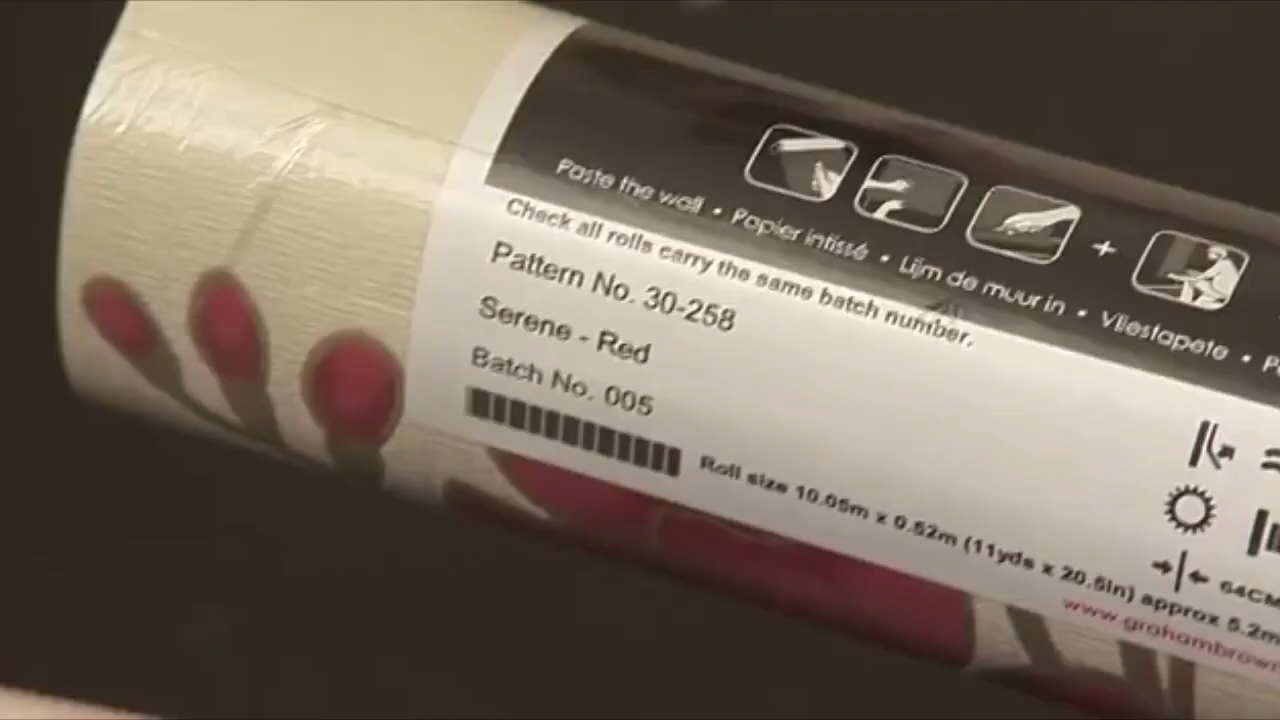 Paste the wall • Papier intissé • Lijm de muur in • Vliestapete •
Check all rolls carry the same batch number.
Pattern No. 30-258
Serene - Red
Batch No. 005
Roll size 10.05m x 0.52m (11yds x 20.5in) approx 5.2m
64CM
www.grahambrown